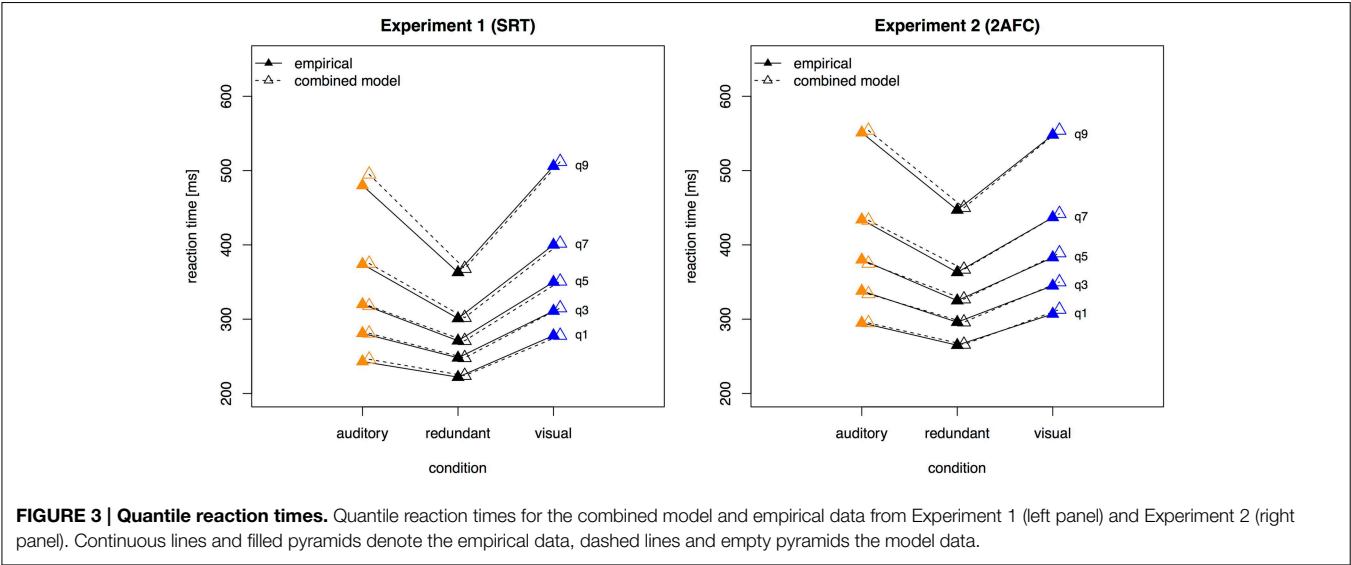 Experiment 1 (SRT)
empirical
combined model
reaction time [ms]
600
500
400
300
200
q9
q7
q5
q3
q1
auditory redundant visual
condition
Experiment 2 (2AFC)
empirical
combined model
reaction time [ms]
600
500
400
300
200
q9
q7
q5
q3
q1
auditory redundant visual
condition
FIGURE 3 | Quantile reaction times. Quantile reaction times for the combined model and empirical data from Experiment 1 (left panel) and Experiment 2 (right
panel). Continuous lines and filled pyramids denote the empirical data, dashed lines and empty pyramids the model data.